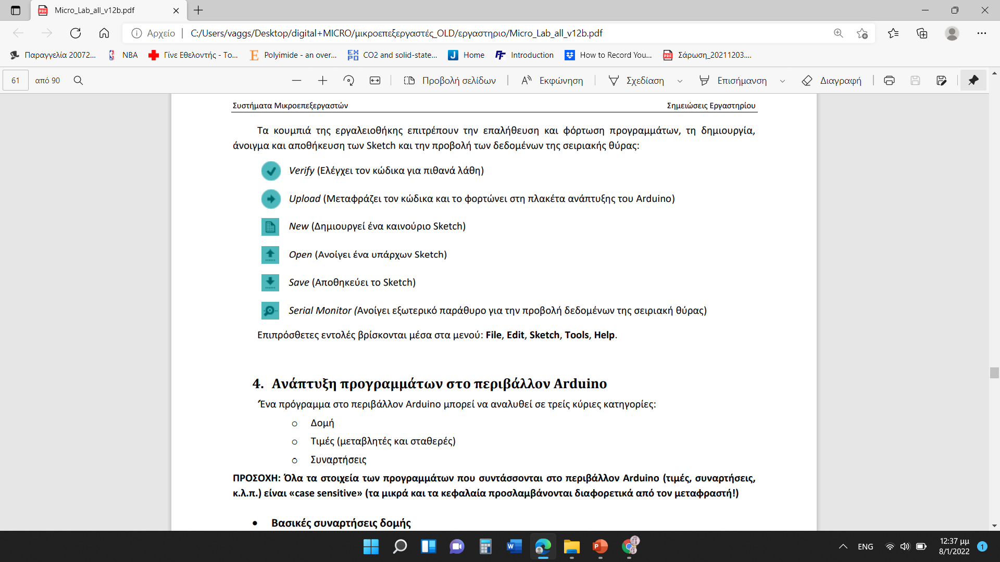 Micro_Lab_all_v12b.pdf
Αρχείο | C:/Users/vaggs/Desktop/digital+MICRO/μικροεπεξεργαστές_OLD/εργαστηριο/Micro_Lab_all_v12b.pdf
Παραγγελία 20072... NBA Γίνε Εθελοντής - Το... Polyimide - an over... CO2 and solid-state... Home Introduction How to Record You... Σάρωση_20211203....
61 από 90 Προβολή σελίδων Εκφώνηση Σχεδίαση Επισήμανση Διαγραφή
Συστήματα Μικροεπεξεργαστών Σημειώσεις Εργαστηρίου
Τα κουμπιά της εργαλειοθήκης επιτρέπουν την επαλήθευση και φόρτωση προγραμμάτων, τη δημιουργία,
άνοιγμα και αποθήκευση των Sketch και την προβολή των δεδομένων της σειριακής θύρας:
Verify (Ελέγχει τον κώδικα για πιθανά λάθη)
Upload (Μεταφράζει τον κώδικα και το φορτώνει στη πλακέτα ανάπτυξης του Arduino)
New (Δημιουργεί ένα καινούριο Sketch)
Open (Ανοίγει ένα υπάρχων Sketch)
Save (Αποθηκεύει το Sketch)
Serial Monitor (Ανοίγει εξωτερικό παράθυρο για την προβολή δεδομένων της σειριακή θύρας)
Επιπρόσθετες εντολές βρίσκονται μέσα στα μενού: File, Edit, Sketch, Tools, Help.
4. Ανάπτυξη προγραμμάτων στο περιβάλλον Arduino
Ένα πρόγραμμα στο περιβάλλον Arduino μπορεί να αναλυθεί σε τρείς κύριες κατηγορίες:
o Δομή
o Τιμές (μεταβλητές και σταθερές)
o Συναρτήσεις
ΠΡΟΣΟΧΗ: Όλα τα στοιχεία των προγραμμάτων που συντάσσονται στο περιβάλλον Arduino (τιμές, συναρτήσεις,
κ.λ.π.) είναι «case sensitive» (τα μικρά και τα κεφαλαία προσλαμβάνονται διαφορετικά από τον μεταφραστή!)
• Βασικές συναρτήσεις δομής
ENG 12:37 μμ
8/1/2022 1